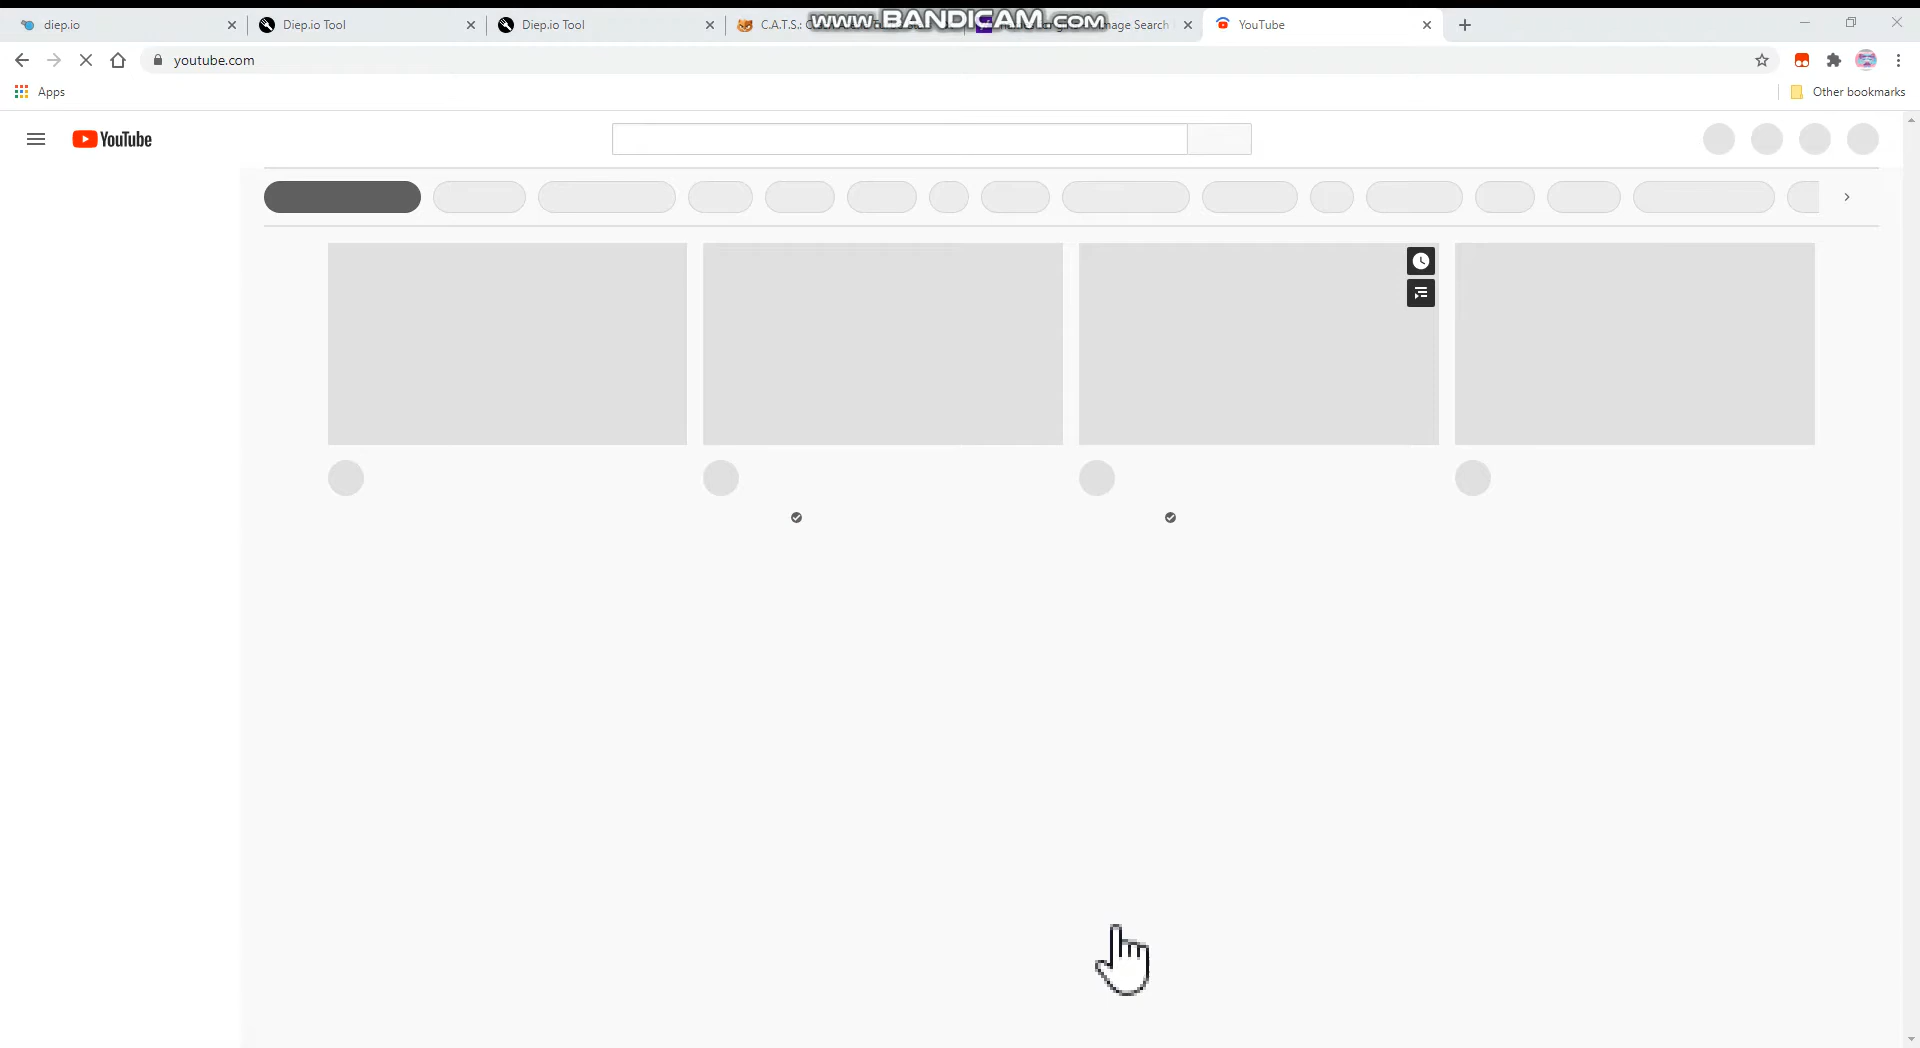 diep.io
Diep.io Tool
Diep.io Tool
C.A.T.S.: C
www.BANDICAM.com
mage Search
YouTube
youtube.com
Apps
Other bookmarks
YouTube